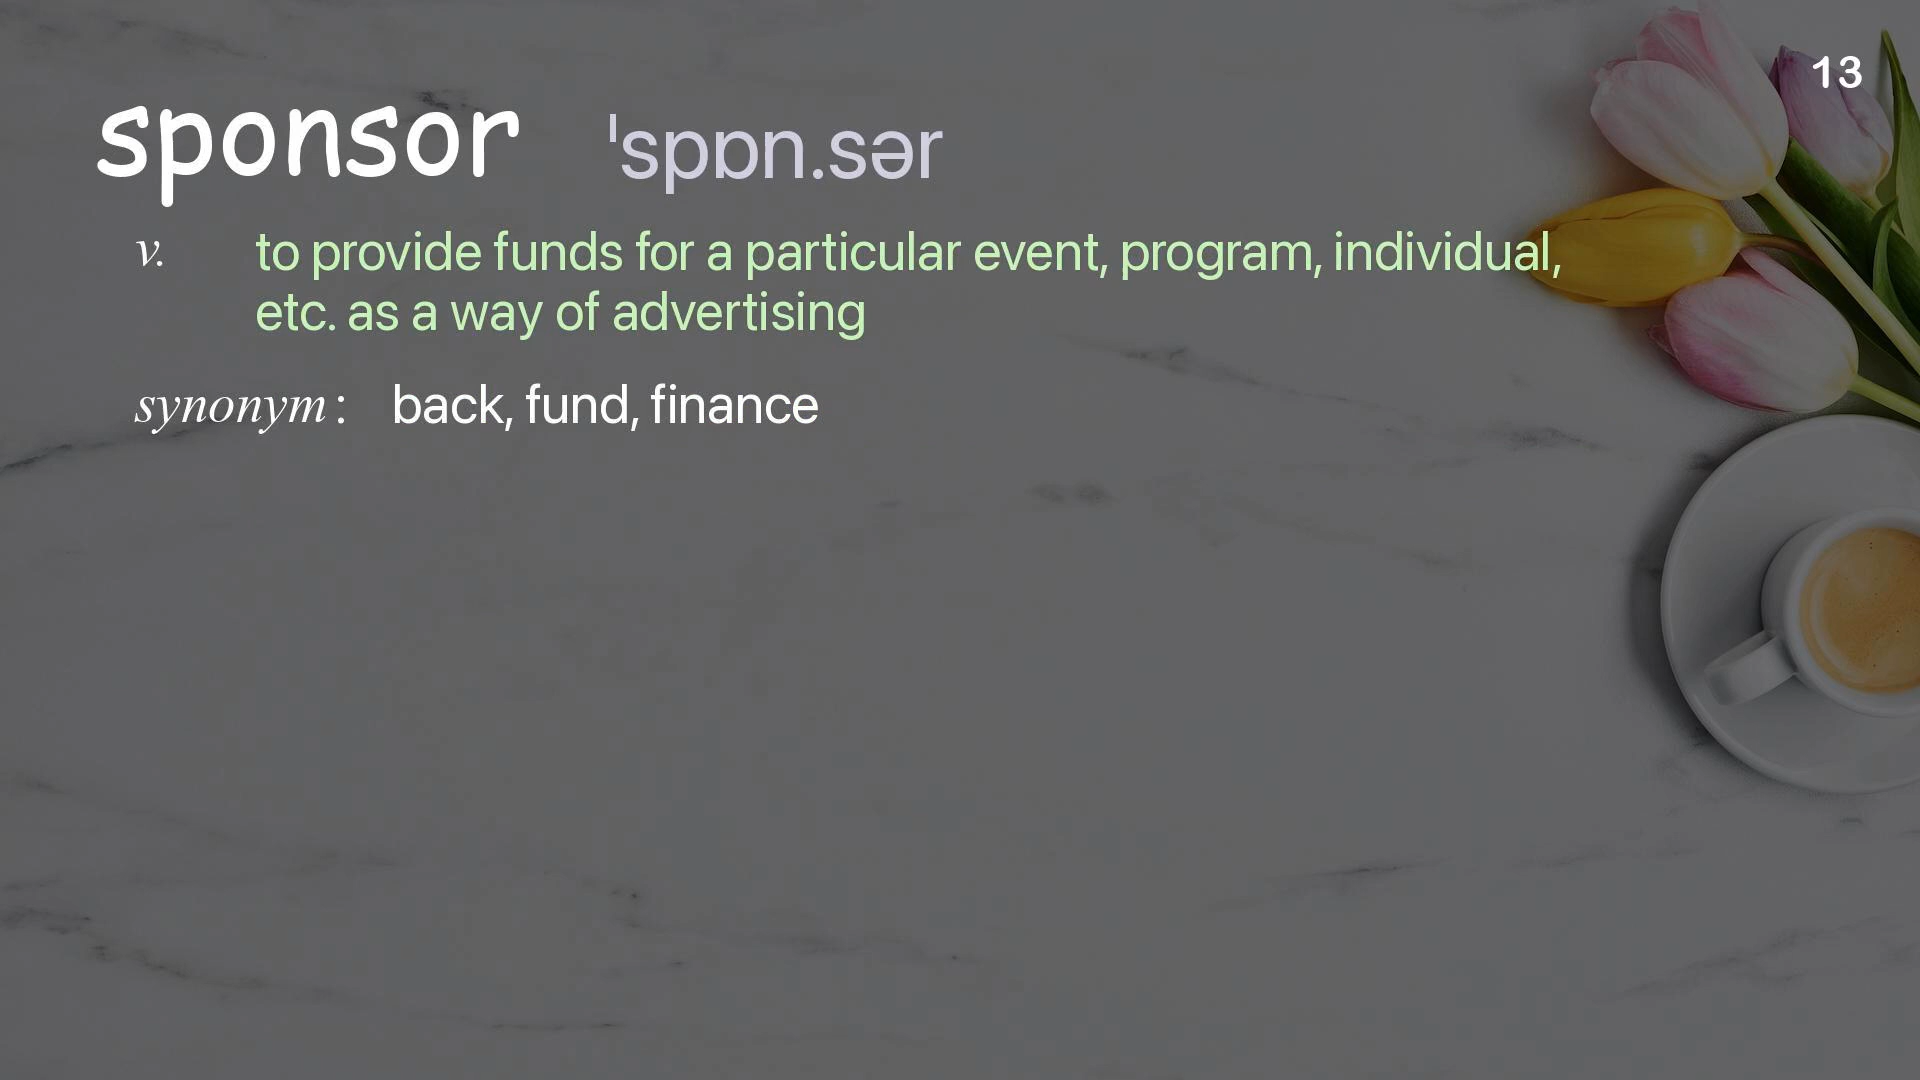 13
sponsor ˈspɒn.sər
v. to provide funds for a particular event, program, individual,
etc. as a way of advertising
synonym : back, fund, finance